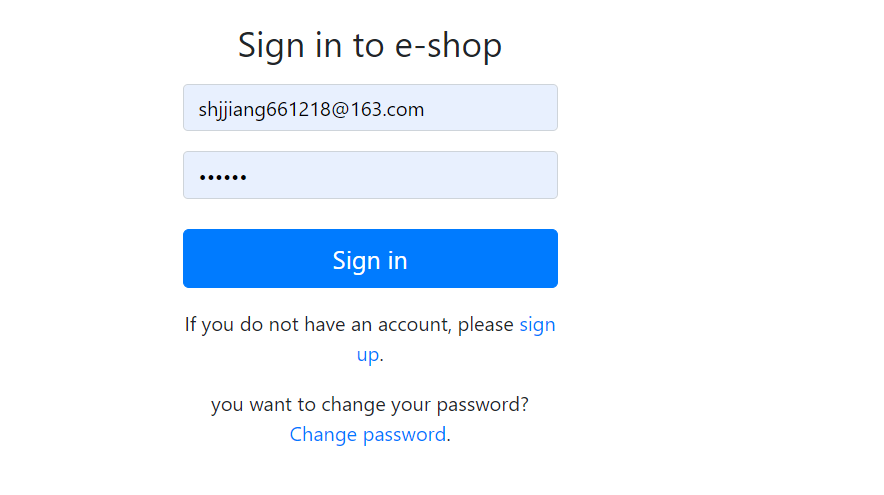 Sign in to e-shop
shjjiang661218@163.com
••••••
Sign in
If you do not have an account, please sign
up.
you want to change your password?
Change password.